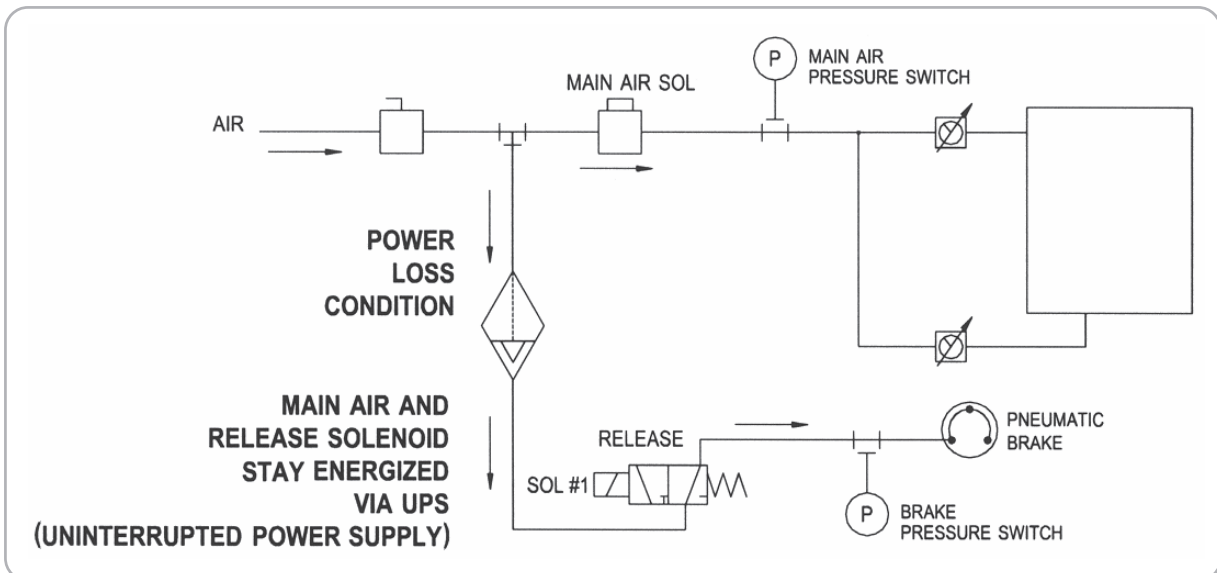 MAIN AIR
PRESSURE SWITCH
P
MAIN AIR SOL
AIR
POWER
LOSS
CONDITION
MAIN AIR AND
RELEASE SOLENOID
STAY ENERGIZED
VIA UPS
(UNINTERRUPTED POWER SUPPLY)
RELEASE
SOL #1
PNEUMATIC
BRAKE
P
BRAKE
PRESSURE SWITCH